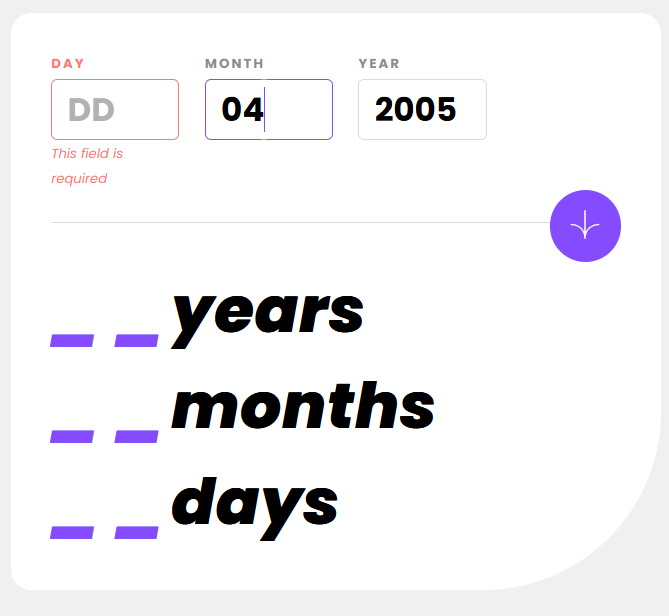 DAY MONTH YEAR
DD 04 2005
This field is
required
_ _ years
_ _ months
_ _ days